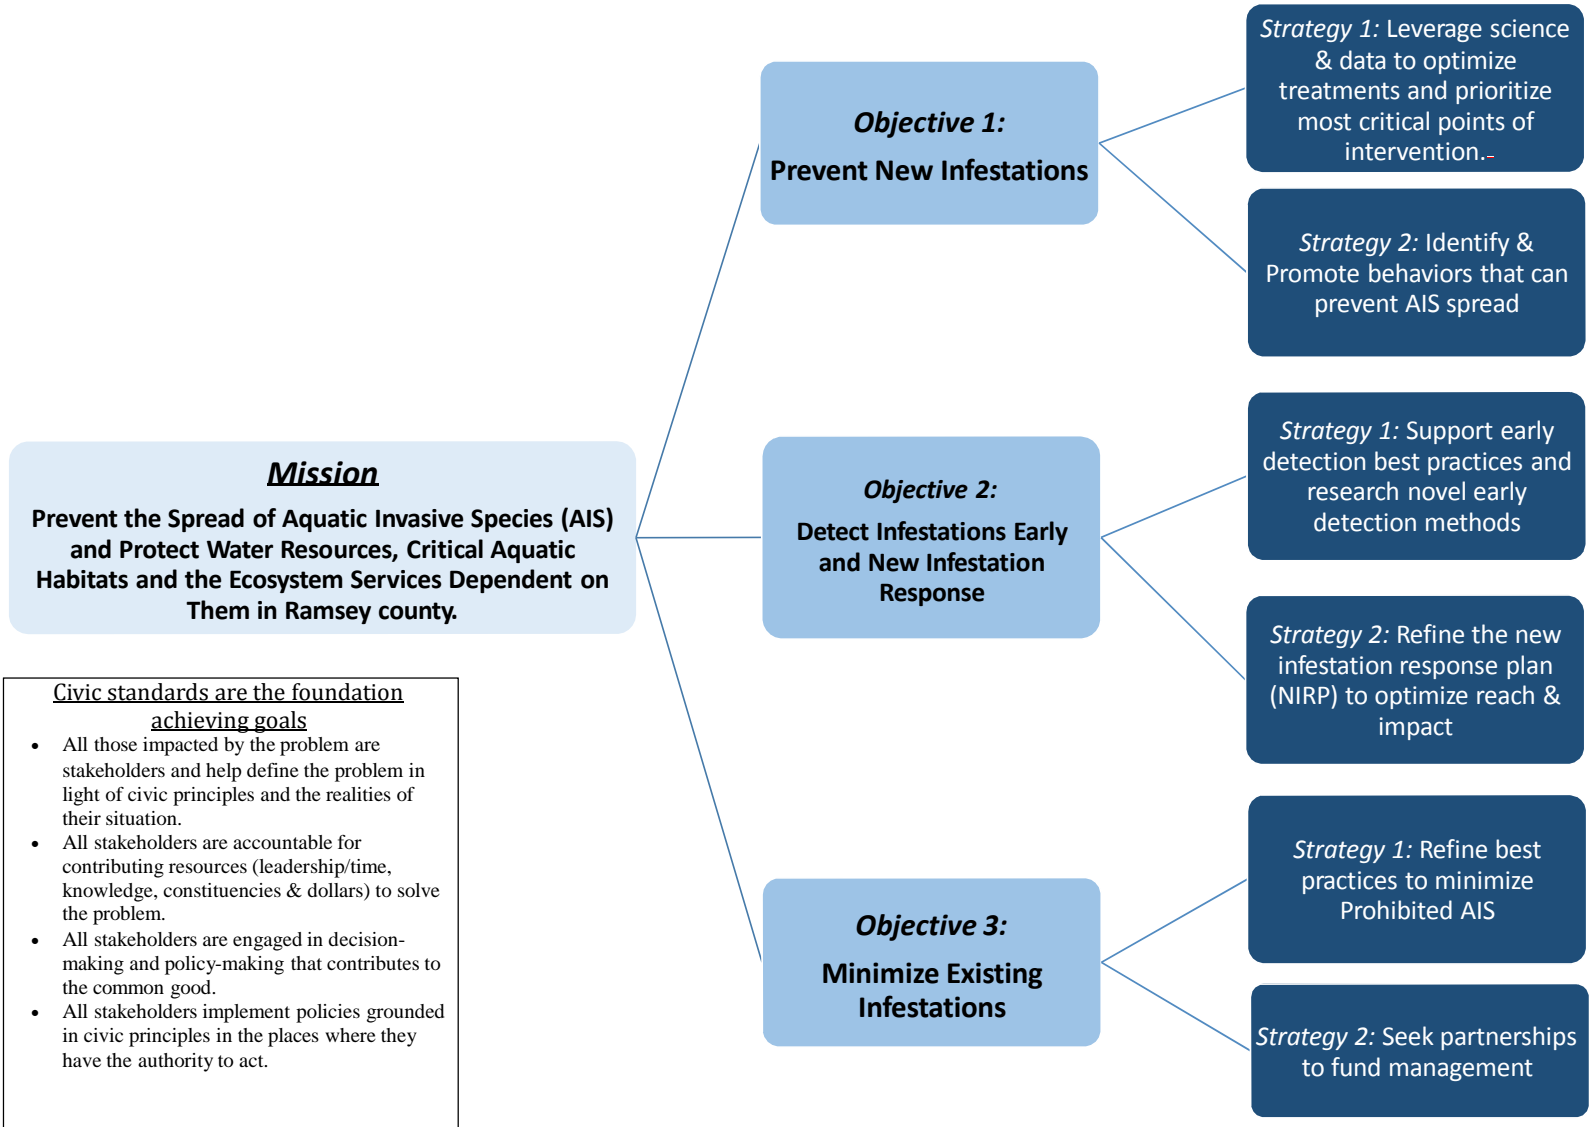 Mission
Prevent the Spread of Aquatic Invasive Species (AIS)
and Protect Water Resources, Critical Aquatic
Habitats and the Ecosystem Services Dependent on
Them in Ramsey county.
Objective 1:
Prevent New Infestations
Strategy 1: Leverage science
& data to optimize
treatments and prioritize
most critical points of
intervention.-
Strategy 2: Identify &
Promote behaviors that can
prevent AIS spread
Objective 2:
Detect Infestations Early
and New Infestation
Response
Strategy 1: Support early
detection best practices and
research novel early
detection methods
Strategy 2: Refine the new
infestation response plan
(NIRP) to optimize reach &
impact
Objective 3:
Minimize Existing
Infestations
Strategy 1: Refine best
practices to minimize
Prohibited AIS
Strategy 2: Seek partnerships
to fund management
Civic standards are the foundation
achieving goals
• All those impacted by the problem are
stakeholders and help define the problem in
light of civic principles and the realities of
their situation.
• All stakeholders are accountable for
contributing resources (leadership/time,
knowledge, constituencies & dollars) to solve
the problem.
• All stakeholders are engaged in decision-
making and policy-making that contributes to
the common good.
• All stakeholders implement policies grounded
in civic principles in the places where they
have the authority to act.